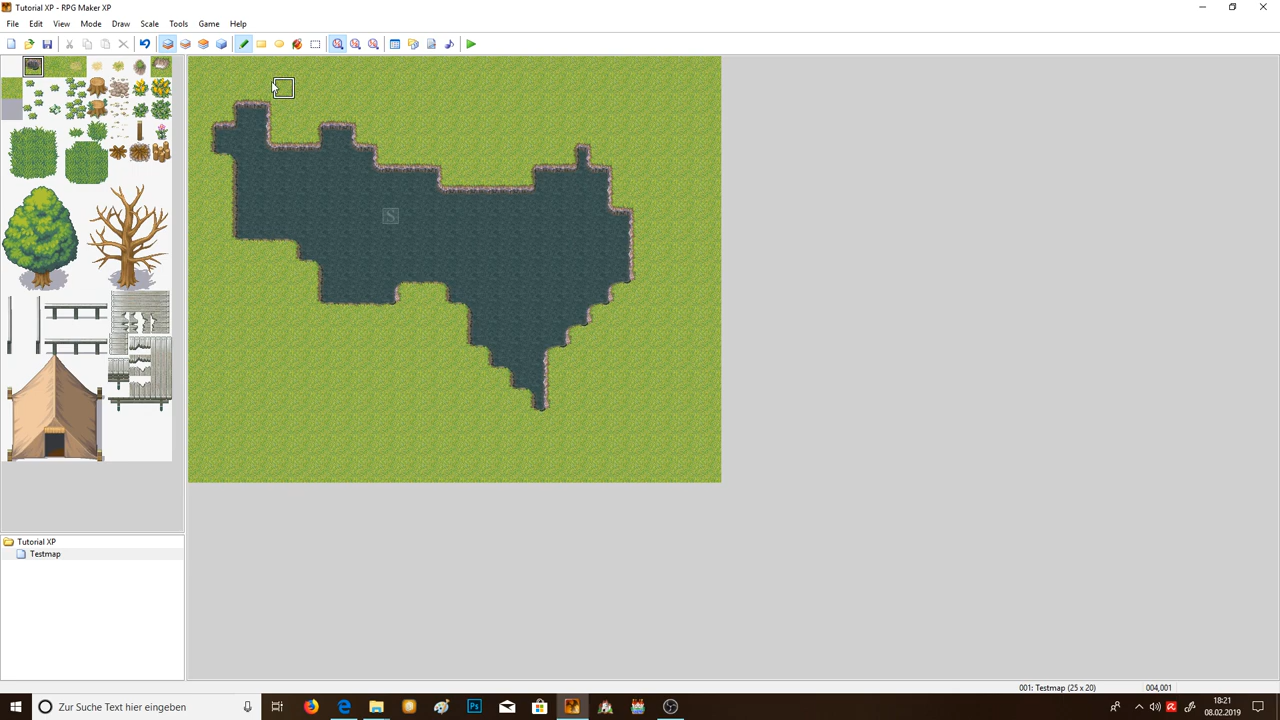 Tutorial XP - RPG Maker XP
File Edit View Mode Draw Scale Tools Game Help
S
Tutorial XP
Testmap
001: Testmap (25 x 20) 004,001
Zur Suche Text hier eingeben
Ps
18:21
08.02.2019